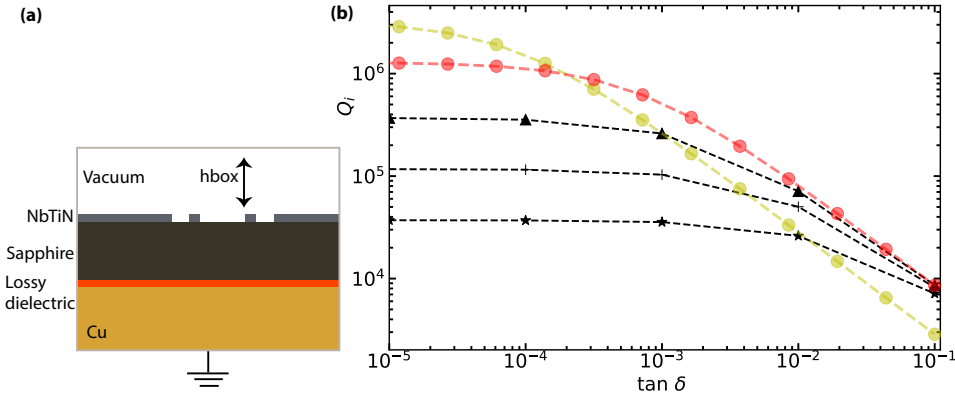 (a)
Vacuum
hbox
NbTiN
Sapphire
Lossy
dielectric
Cu
(b)
Q_i
10^6
10^5
10^4
10^-5
10^-4
10^-3
10^-2
10^-1
tan δ